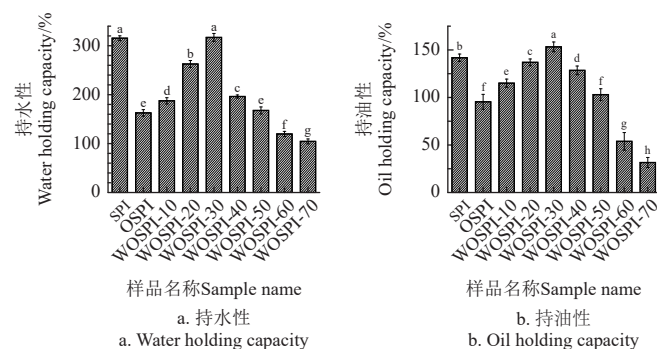 持水性
Water holding capacity/%
300
200
100
0
a
e
d
b
a
c
e
f
g
SPI
OSPI
WOSPI-10
WOSPI-20
WOSPI-30
WOSPI-40
WOSPI-50
WOSPI-60
WOSPI-70
样品名称Sample name
a. 持水性
a. Water holding capacity
持油性
Oil holding capacity/%
150
100
50
0
b
f
e
c
a
d
f
g
h
SPI
OSPI
WOSPI-10
WOSPI-20
WOSPI-30
WOSPI-40
WOSPI-50
WOSPI-60
WOSPI-70
样品名称Sample name
b. 持油性
b. Oil holding capacity